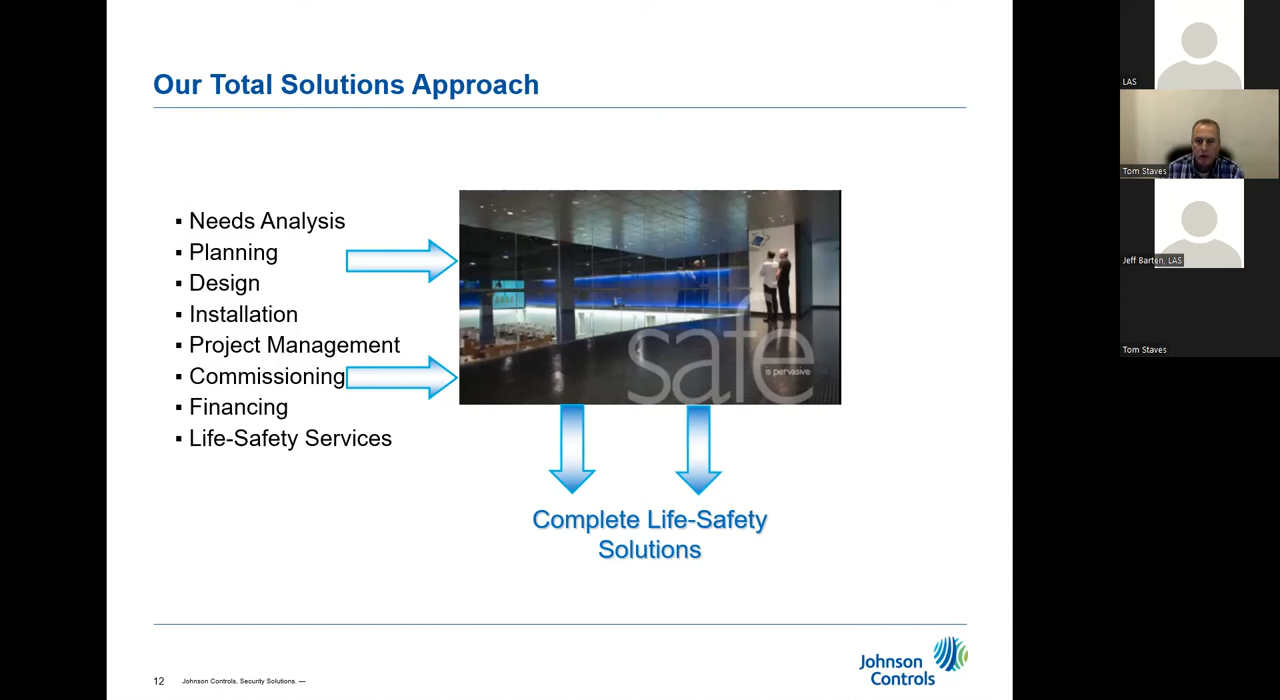 Our Total Solutions Approach
▪ Needs Analysis
▪ Planning
▪ Design
▪ Installation
▪ Project Management
▪ Commissioning
▪ Financing
▪ Life-Safety Services
safe
is pervasive
Complete Life-Safety
Solutions
12 Johnson Controls. Security Solutions. —
Johnson
Controls
LAS
Tom Staves
Jeff Barten, LAS
Tom Staves